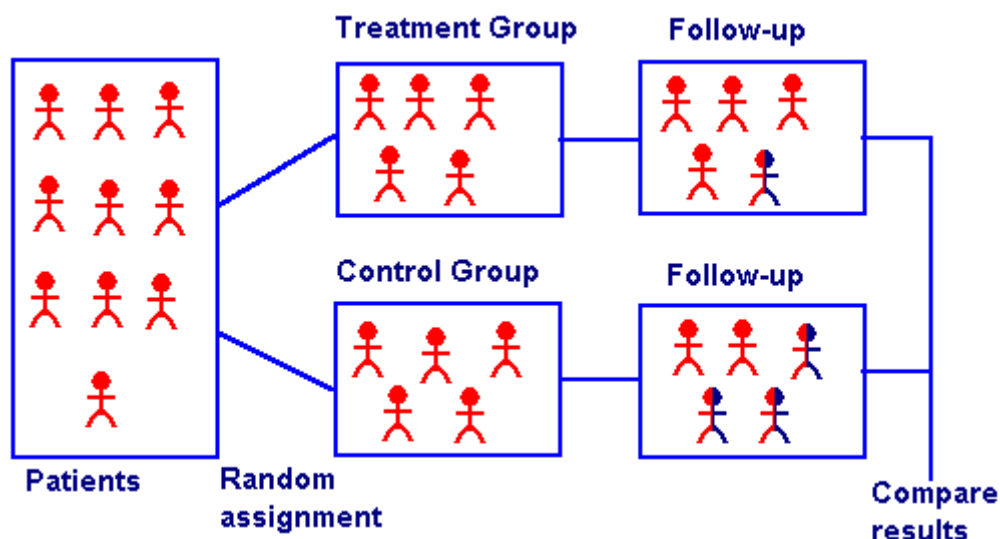 Treatment Group
Follow-up
Control Group
Follow-up
Patients
Random
assignment
Compare
results